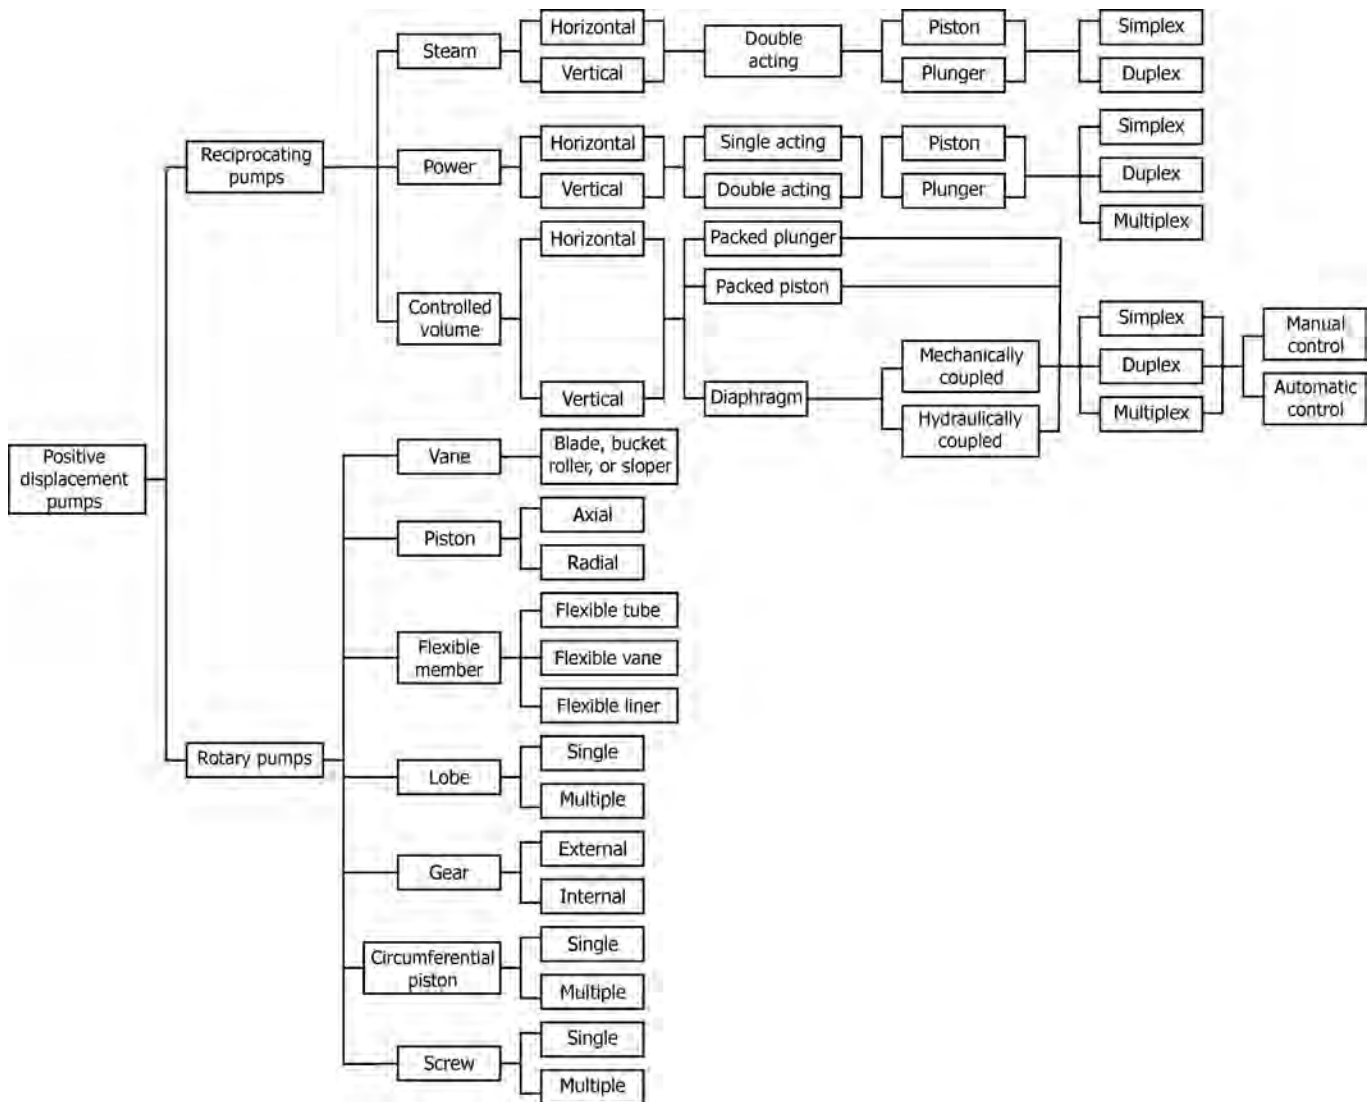 Steam
Horizontal
Vertical
Double
acting
Piston
Plunger
Simplex
Duplex
Reciprocating
pumps
Power
Horizontal
Vertical
Single acting
Double acting
Piston
Plunger
Simplex
Duplex
Multiplex
Controlled
volume
Horizontal
Vertical
Packed plunger
Packed piston
Diaphragm
Mechanically
coupled
Hydraulically
coupled
Simplex
Duplex
Multiplex
Manual
control
Automatic
control
Positive
displacement
pumps
Vane
Blade, bucket
roller, or sloper
Piston
Axial
Radial
Flexible
member
Flexible tube
Flexible vane
Flexible liner
Rotary pumps
Lobe
Single
Multiple
Gear
External
Internal
Circumferential
piston
Single
Multiple
Screw
Single
Multiple